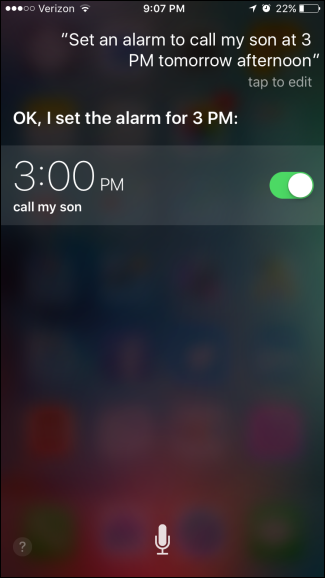 Verizon 9:07 PM 22%
“Set an alarm to call my son at 3
PM tomorrow afternoon”
tap to edit
OK, I set the alarm for 3 PM:
3:00 PM
call my son
?